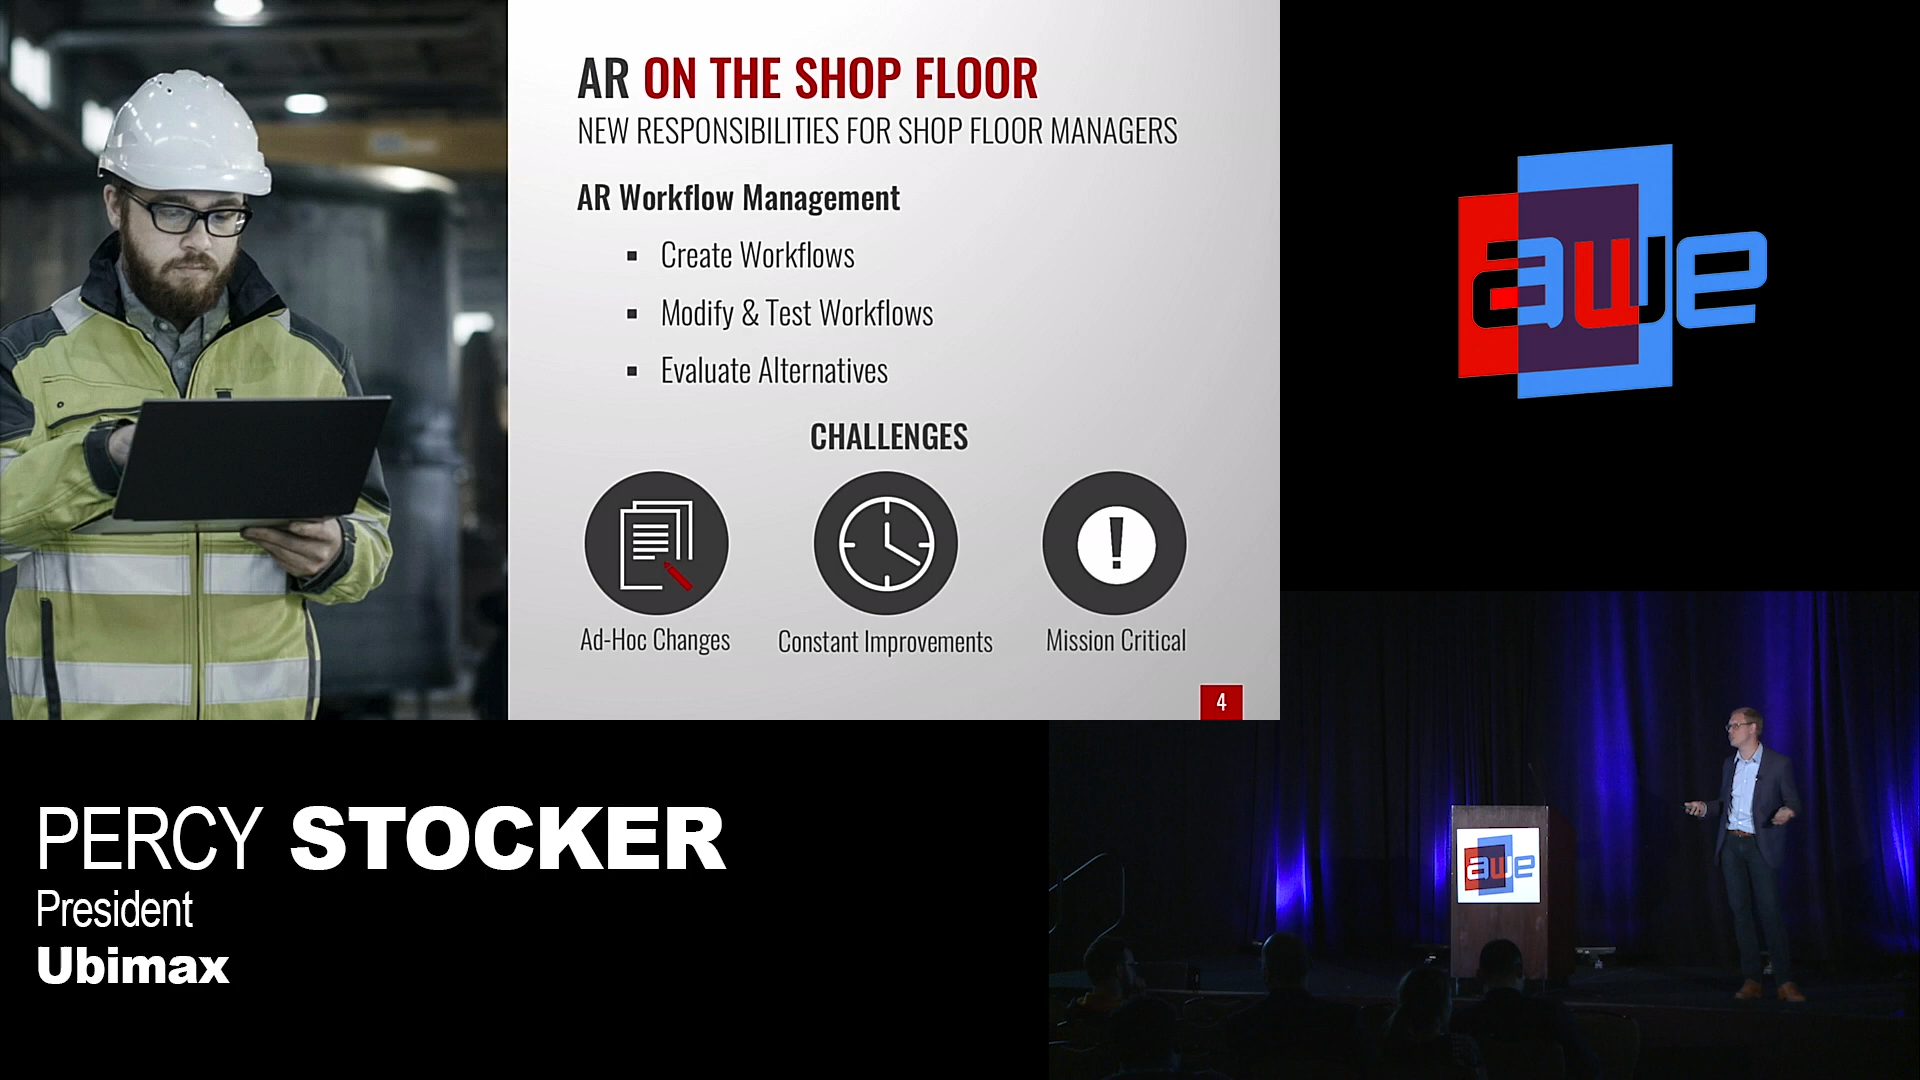 AR ON THE SHOP FLOOR
NEW RESPONSIBILITIES FOR SHOP FLOOR MANAGERS
AR Workflow Management
▪ Create Workflows
▪ Modify & Test Workflows
▪ Evaluate Alternatives
CHALLENGES
!
Ad-Hoc Changes
Constant Improvements
Mission Critical
4
awe
PERCY STOCKER
President
Ubimax
awe